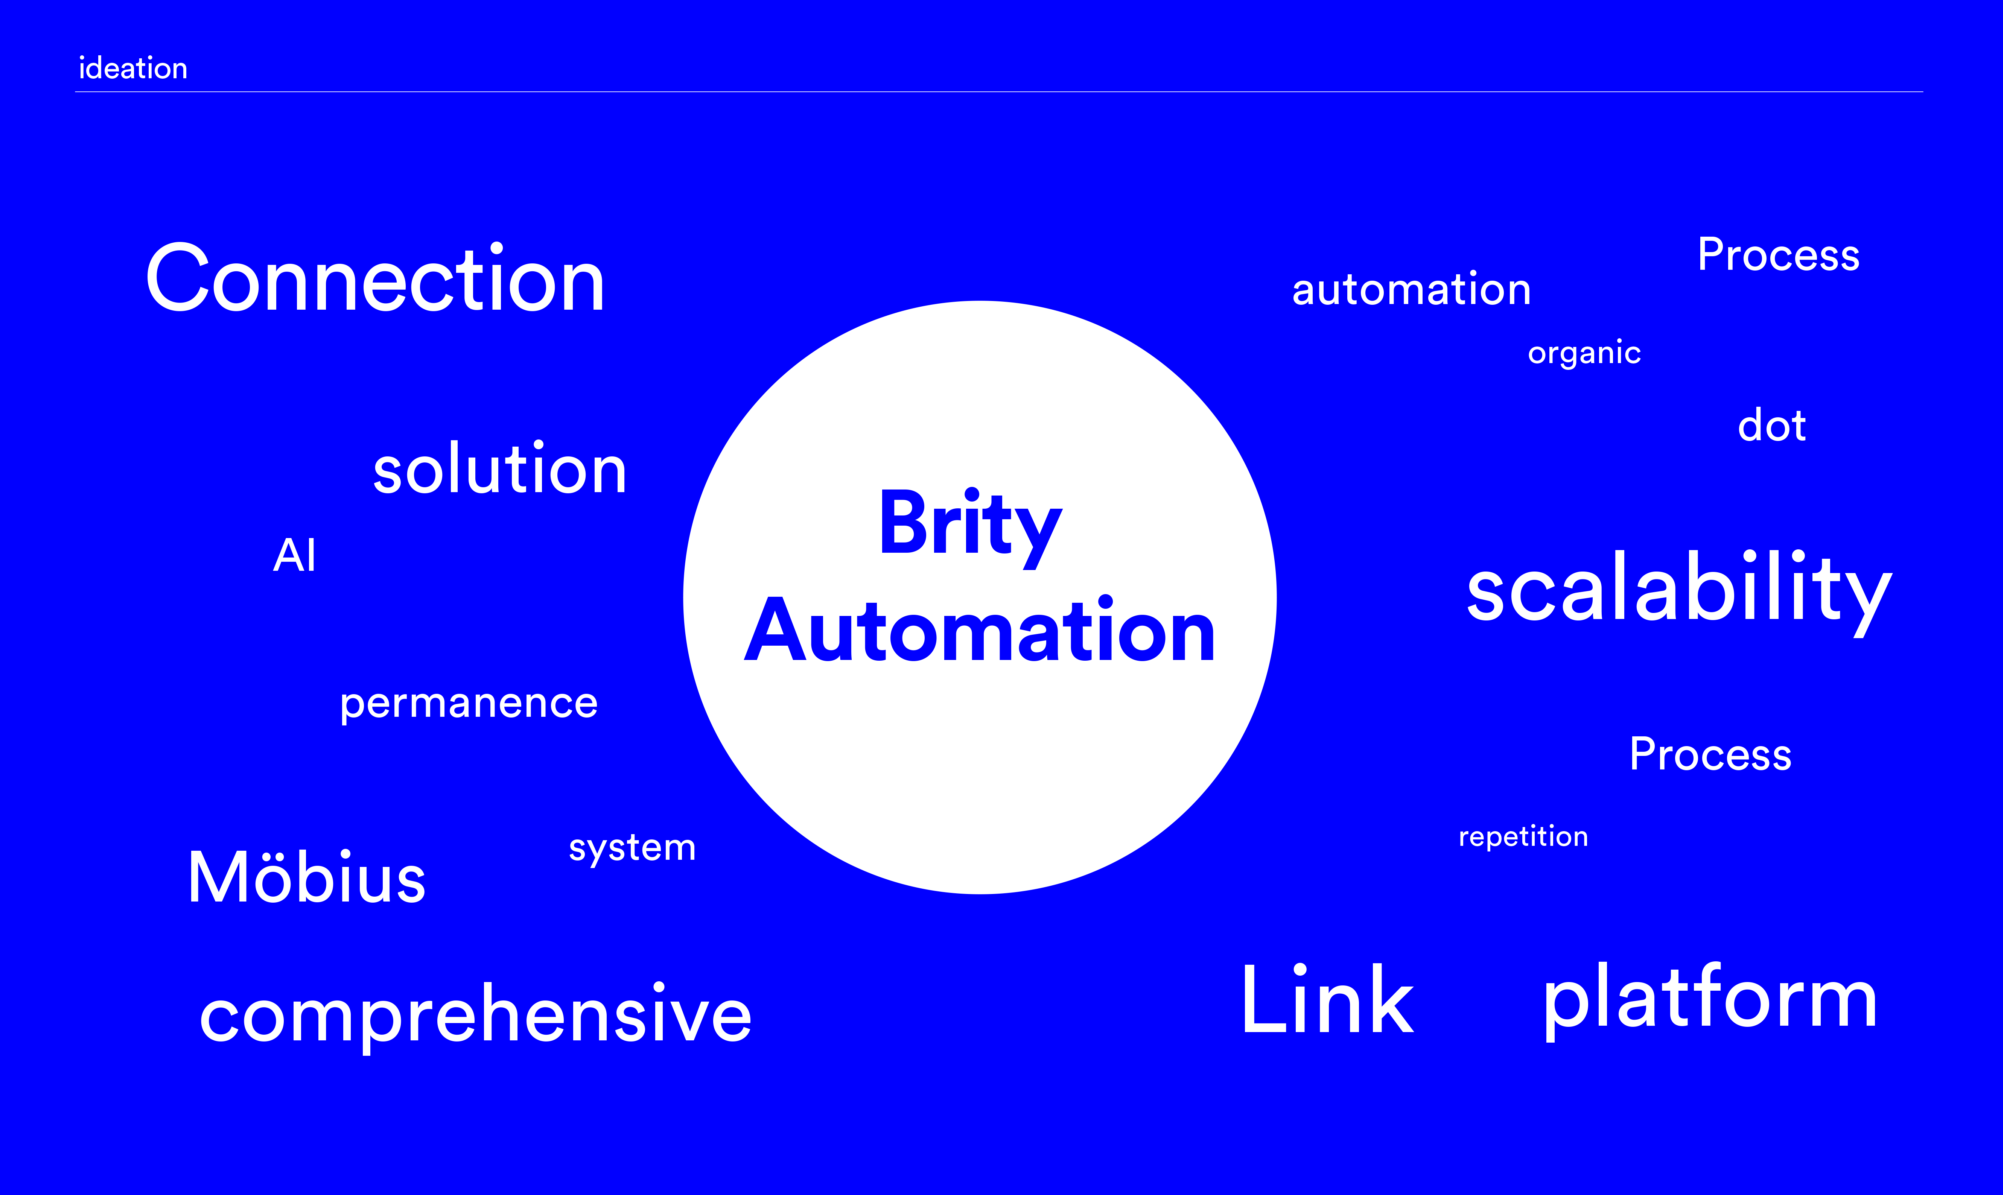 ideation
Connection
solution
AI
permanence
Möbius
system
comprehensive
Brity
Automation
automation
Process
organic
dot
scalability
Process
repetition
Link
platform